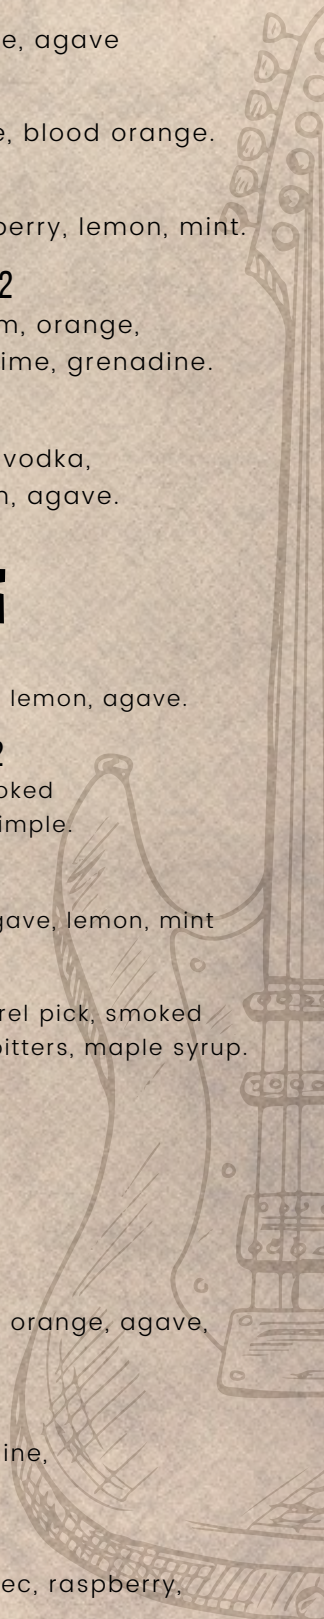 e, agave
e, blood orange.
berry, lemon, mint.
2
m, orange,
ime, grenadine.
vodka,
n, agave.
lemon, agave.
2
oked
imple.
gave, lemon, mint
rel pick, smoked
bitters, maple syrup.
orange, agave,
ine,
ec, raspberry,